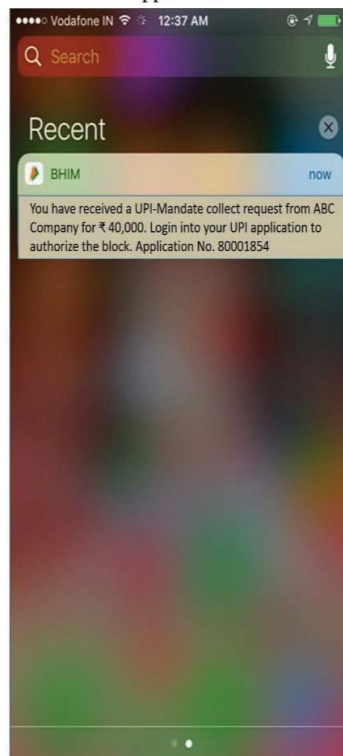 Vodafone IN 12:37 AM
Search
Recent
BHIM now
You have received a UPI-Mandate collect request from ABC
Company for ₹ 40,000. Login into your UPI application to
authorize the block. Application No. 80001854